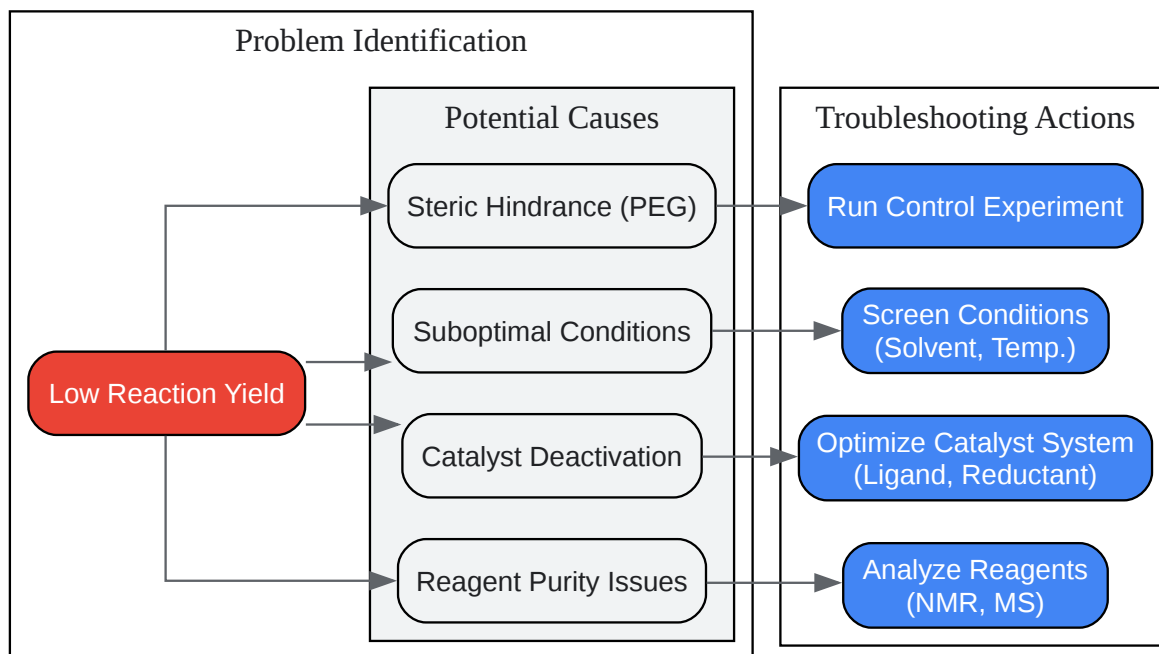 Problem Identification
Potential Causes
Troubleshooting Actions
Steric Hindrance (PEG)
Run Control Experiment
Suboptimal Conditions
Screen Conditions
(Solvent, Temp.)
Low Reaction Yield
Catalyst Deactivation
Optimize Catalyst System
(Ligand, Reductant)
Reagent Purity Issues
Analyze Reagents
(NMR, MS)